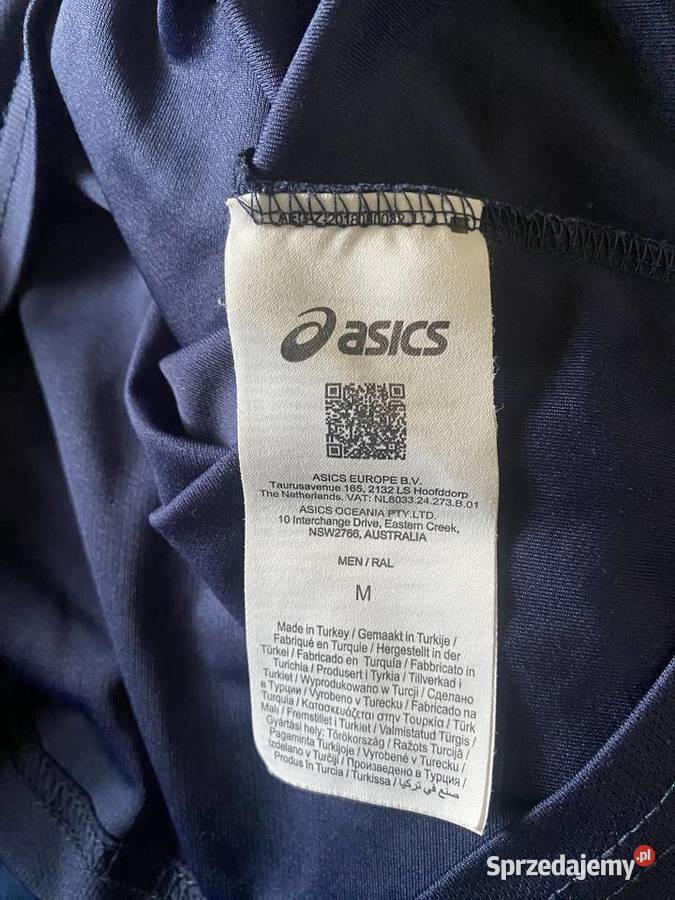 asics
ASICS EUROPE B.V.
Taurusavenue 165, 2132 LS Hoofddorp
The Netherlands. VAT: NL8033.24.273.B.01
ASICS OCEANIA PTY.LTD.
10 Interchange Drive, Eastern Creek,
NSW2766, AUSTRALIA
MEN / RAL
M
Made in Turkey / Gemaakt in Turkije /
Fabriqué en Turquie / Hergestellt in der
Türkei / Fabricado en Turquía / Fabbricato in
Turchia / Produsert i Tyrkia / Tillverkad i
Turkiet / Wyprodukowano w Turcji / Сделано
в Турции / Vyrobeno v Turecku / Fabricado na
Turquia / Κατασκευάζεται στην Τουρκία / Türk
Malı / Fremstillet i Turkiet / Valmistatud Türgis /
Gyártási hely: Törökország / Ražots Turcijā /
Pagaminta Turkijoje / Vyrobené v Turecku /
Izdelano v Turčiji / Произведено в Турция /
Produs în Turcia / Turkissa / صنع في تركيا
Sprzedajemy.pl